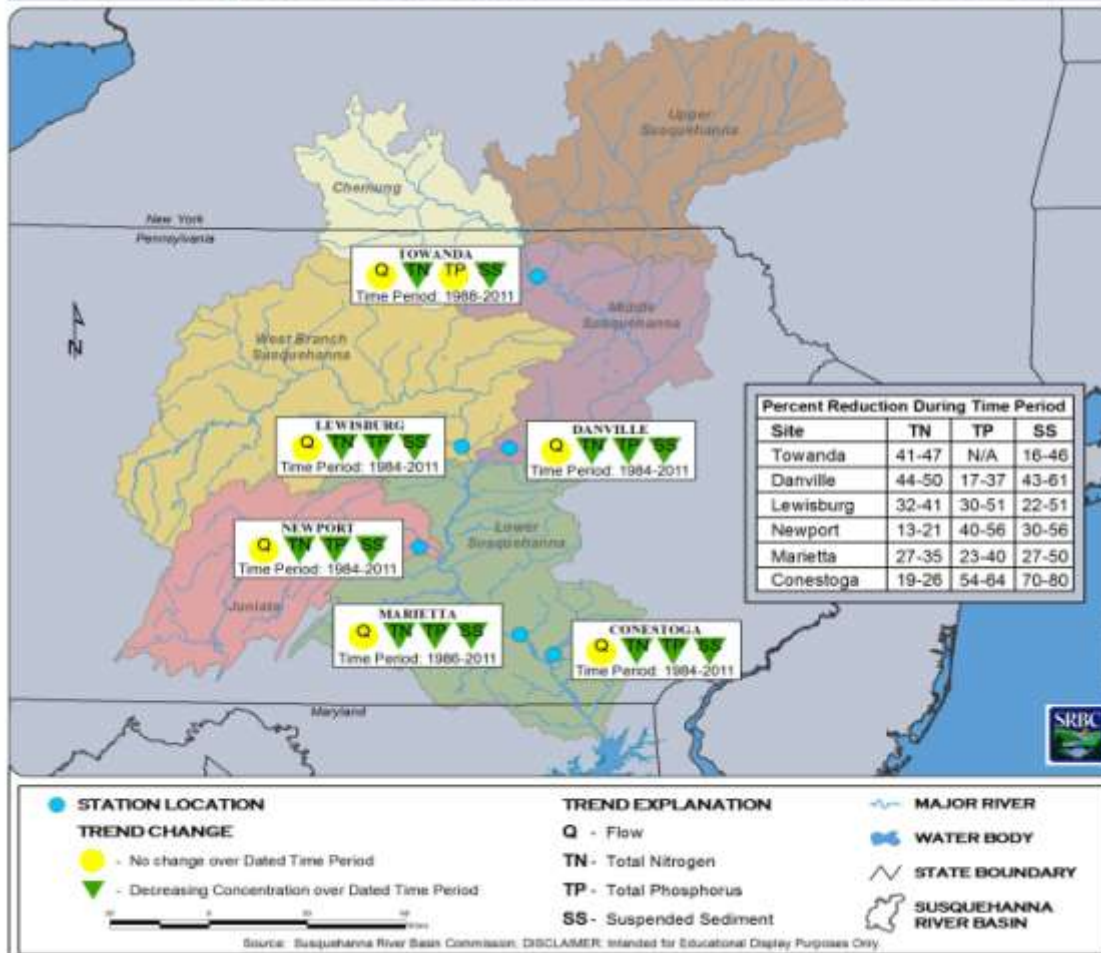 Upper
Susquehanna
Chemung
New York
Pennsylvania
TOWANDA
Q TN TP SS
Time Period: 1986-2011
Middle
Susquehanna
West Branch
Susquehanna
N
LEWISBURG
Q TN TP SS
Time Period: 1984-2011
DANVILLE
Q TN TP SS
Time Period: 1984-2011
Percent Reduction During Time Period
Site TN TP SS
Towanda 41-47 N/A 16-46
Danville 44-50 17-37 43-61
Lewisburg 32-41 30-51 22-51
Newport 13-21 40-56 30-56
Marietta 27-35 23-40 27-50
Conestoga 19-26 54-64 70-80
NEWPORT
Q TN TP SS
Time Period: 1984-2011
Lower
Susquehanna
Juniata
MARIETTA
Q TN TP SS
Time Period: 1986-2011
CONESTOGA
Q TN TP SS
Time Period: 1984-2011
Maryland
SRBC
STATION LOCATION
TREND CHANGE
- No change over Dated Time Period
- Decreasing Concentration over Dated Time Period
TREND EXPLANATION
Q - Flow
TN - Total Nitrogen
TP - Total Phosphorus
SS - Suspended Sediment
MAJOR RIVER
WATER BODY
STATE BOUNDARY
SUSQUEHANNA
RIVER BASIN
Source: Susquehanna River Basin Commission, DISCLAIMER: Intended for Educational Display Purposes Only.